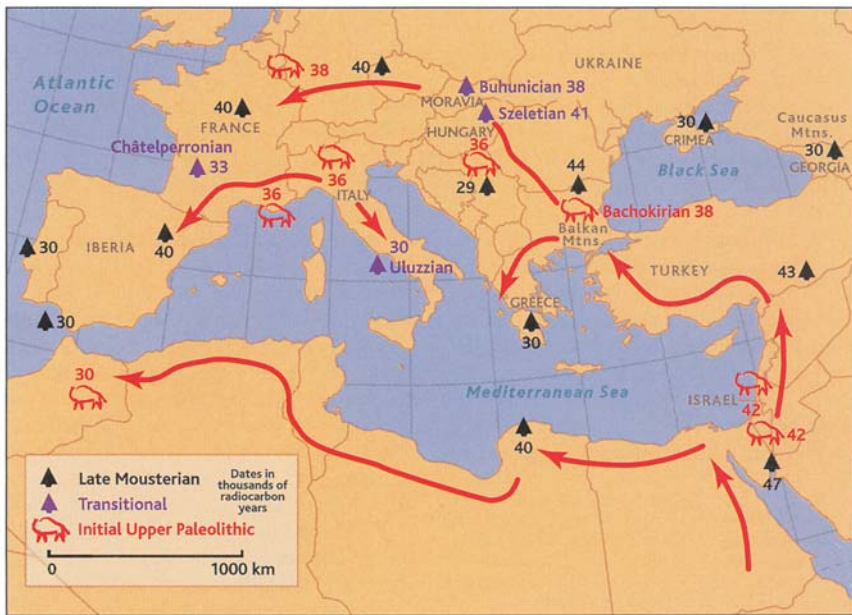 Atlantic
Ocean
38
40
UKRAINE
Buhunician 38
MORAVIA
Szeletian 41
HUNGARY
40
FRANCE
Châtelperronian
33
30
CRIMEA
Caucasus
Mtns.
30
GEORGIA
Black Sea
36
29
44
Bachokirian 38
Balkan
Mtns.
36
ITALY
36
30
IBERIA
40
30
Uluzzian
TURKEY
43
GREECE
30
30
Mediterranean Sea
ISRAEL
42
42
30
40
47
Late Mousterian
Transitional
Initial Upper Paleolithic
Dates in
thousands of
radiocarbon
years
0 1000 km